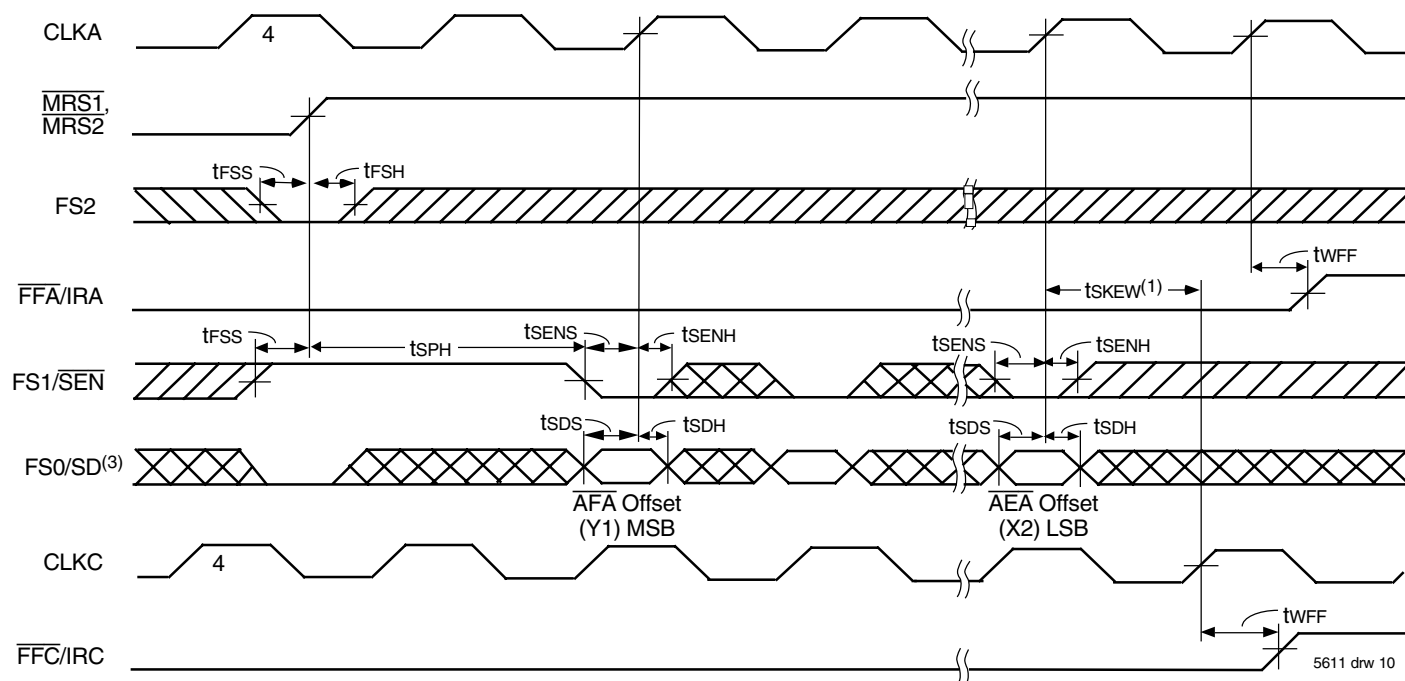 CLKA
4
MRS1,
MRS2
tFSS
tFSH
FS2
tWFF
FFA/IRA
tSKEW(1)
tFSS
tSPH
tSENS
tSENH
tSENS
tSENH
FS1/SEN
tSDS
tSDH
tSDS
tSDH
FS0/SD(3)
AFA Offset
(Y1) MSB
AEA Offset
(X2) LSB
CLKC
4
tWFF
FFC/IRC
5611 drw 10